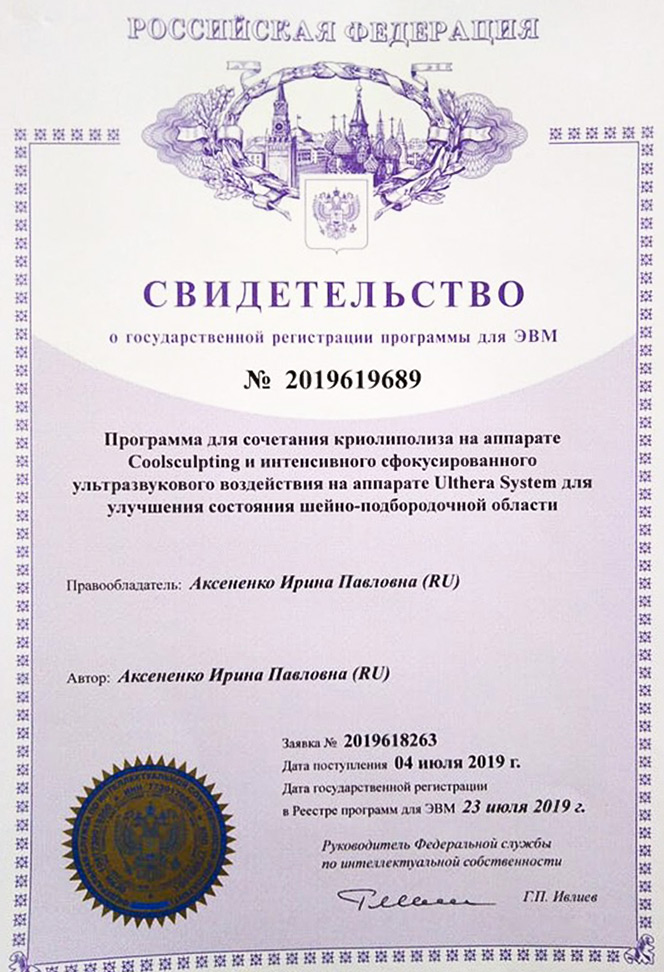 РОССИЙСКАЯ ФЕДЕРАЦИЯ
СВИДЕТЕЛЬСТВО
о государственной регистрации программы для ЭВМ
№ 2019619689
Программа для сочетания криолиполиза на аппарате
Coolsculpting и интенсивного сфокусированного
ультразвукового воздействия на аппарате Ulthera System для
улучшения состояния шейно-подбородочной области
Правообладатель: Аксененко Ирина Павловна (RU)
Автор: Аксененко Ирина Павловна (RU)
Заявка № 2019618263
Дата поступления 04 июля 2019 г.
Дата государственной регистрации
в Реестре программ для ЭВМ 23 июля 2019 г.
Руководитель Федеральной службы
по интеллектуальной собственности
Г.П. Ивлиев